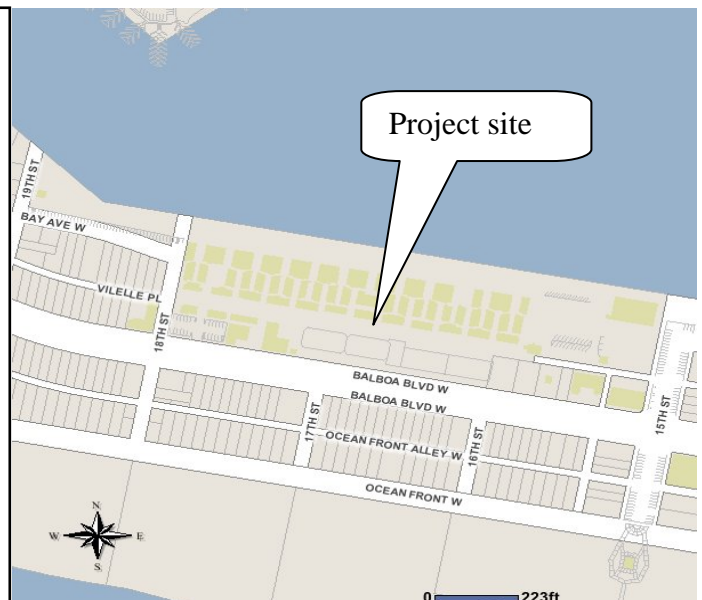 Project site
19TH ST
BAY AVE W
VILELLE PL
18TH ST
BALBOA BLVD W
BALBOA BLVD W
17TH ST
OCEAN FRONT ALLEY W
16TH ST
15TH ST
OCEAN FRONT W
N
W E
S
0 223ft